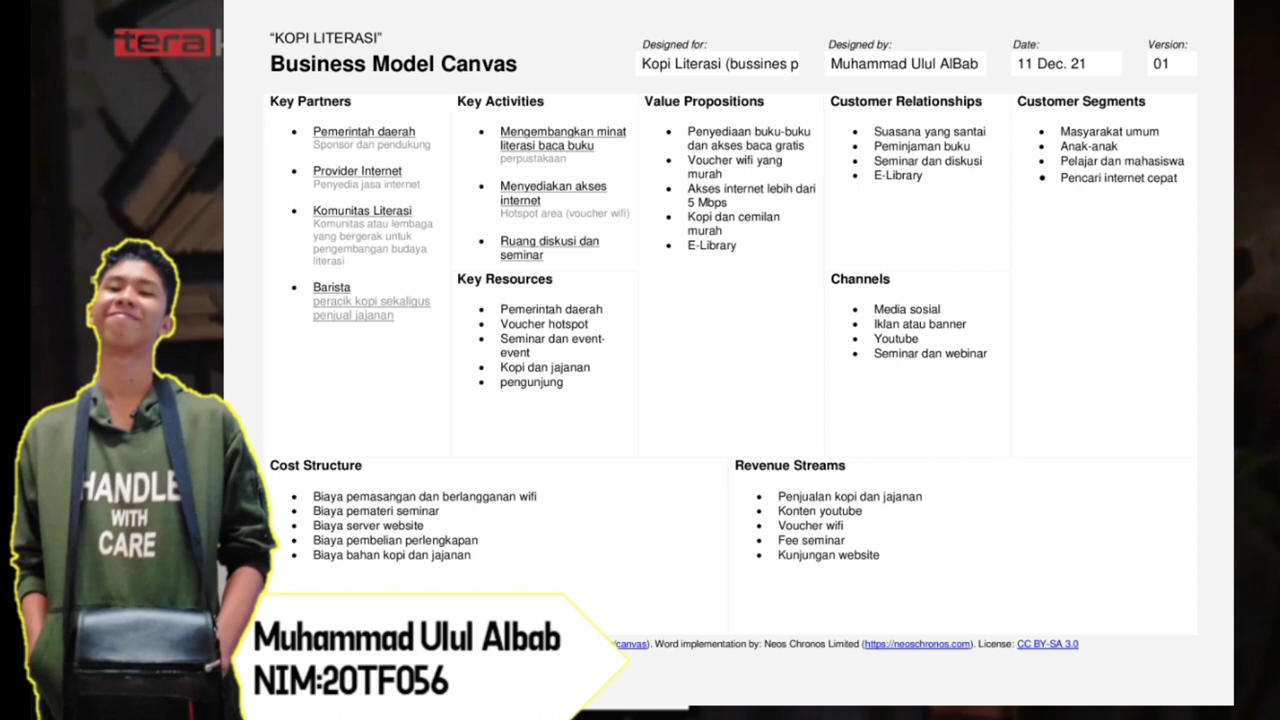 tera
“KOPI LITERASI”
Business Model Canvas
Designed for:
Kopi Literasi (bussines p
Designed by:
Muhammad Ulul AlBab
Date:
11 Dec. 21
Version:
01
Key Partners
• Pemerintah daerah
Sponsor dan pendukung
• Provider Internet
Penyedia jasa internet
• Komunitas Literasi
Komunitas atau lembaga
yang bergerak untuk
pengembangan budaya
literasi
• Barista
peracik kopi sekaligus
penjual jajanan
Key Activities
• Mengembangkan minat
literasi baca buku
perpustakaan
• Menyediakan akses
internet
Hotspot area (voucher wifi)
• Ruang diskusi dan
seminar
Key Resources
• Pemerintah daerah
• Voucher hotspot
• Seminar dan event-
event
• Kopi dan jajanan
• pengunjung
Value Propositions
• Penyediaan buku-buku
dan akses baca gratis
• Voucher wifi yang
murah
• Akses internet lebih dari
5 Mbps
• Kopi dan cemilan
murah
• E-Library
Customer Relationships
• Suasana yang santai
• Peminjaman buku
• Seminar dan diskusi
• E-Library
Channels
• Media sosial
• Iklan atau banner
• Youtube
• Seminar dan webinar
Customer Segments
• Masyarakat umum
• Anak-anak
• Pelajar dan mahasiswa
• Pencari internet cepat
Cost Structure
• Biaya pemasangan dan berlangganan wifi
• Biaya pemateri seminar
• Biaya server website
• Biaya pembelian perlengkapan
• Biaya bahan kopi dan jajanan
Revenue Streams
• Penjualan kopi dan jajanan
• Konten youtube
• Voucher wifi
• Fee seminar
• Kunjungan website
canvas). Word implementation by: Neos Chronos Limited (https://neoschronos.com). License: CC BY-SA 3.0
HANDLE
WITH
CARE
Muhammad Ulul Albab
NIM:20TF056